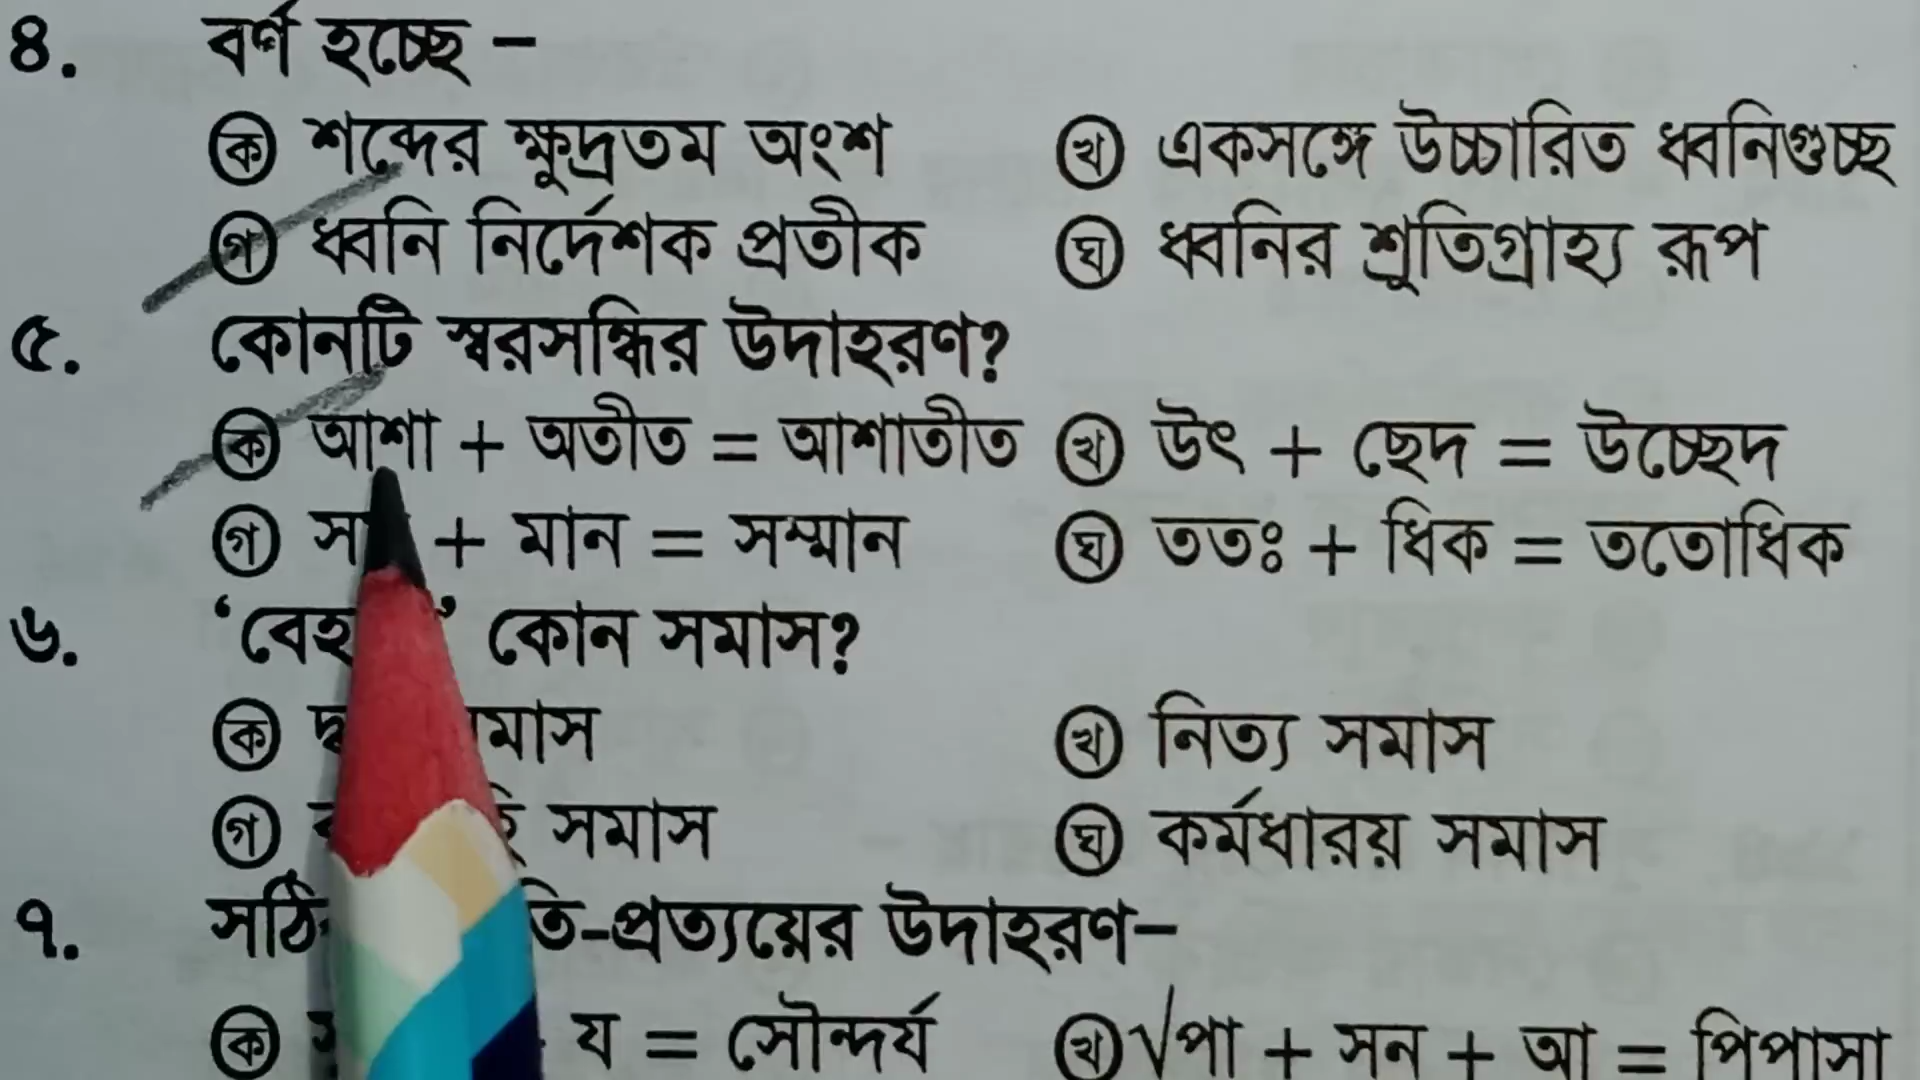 ৪. বর্ণ হচ্ছে –
ক শব্দের ক্ষুদ্রতম অংশ খ একসঙ্গে উচ্চারিত ধ্বনিগুচ্ছ
গ ধ্বনি নির্দেশক প্রতীক ঘ ধ্বনির শ্রুতিগ্রাহ্য রূপ
৫. কোনটি স্বরসন্ধির উদাহরণ?
ক আশা + অতীত = আশাতীত খ উৎ + ছেদ = উচ্ছেদ
গ + মান = সম্মান ঘ ততঃ + ধিক = ততোধিক
৬. কোন সমাস?
ক খ নিত্য সমাস
গ সমাস ঘ কর্মধারয় সমাস
৭. -প্রত্যয়ের উদাহরণ–
ক য = সৌন্দর্য খ √পা + সন + আ = পিপাসা